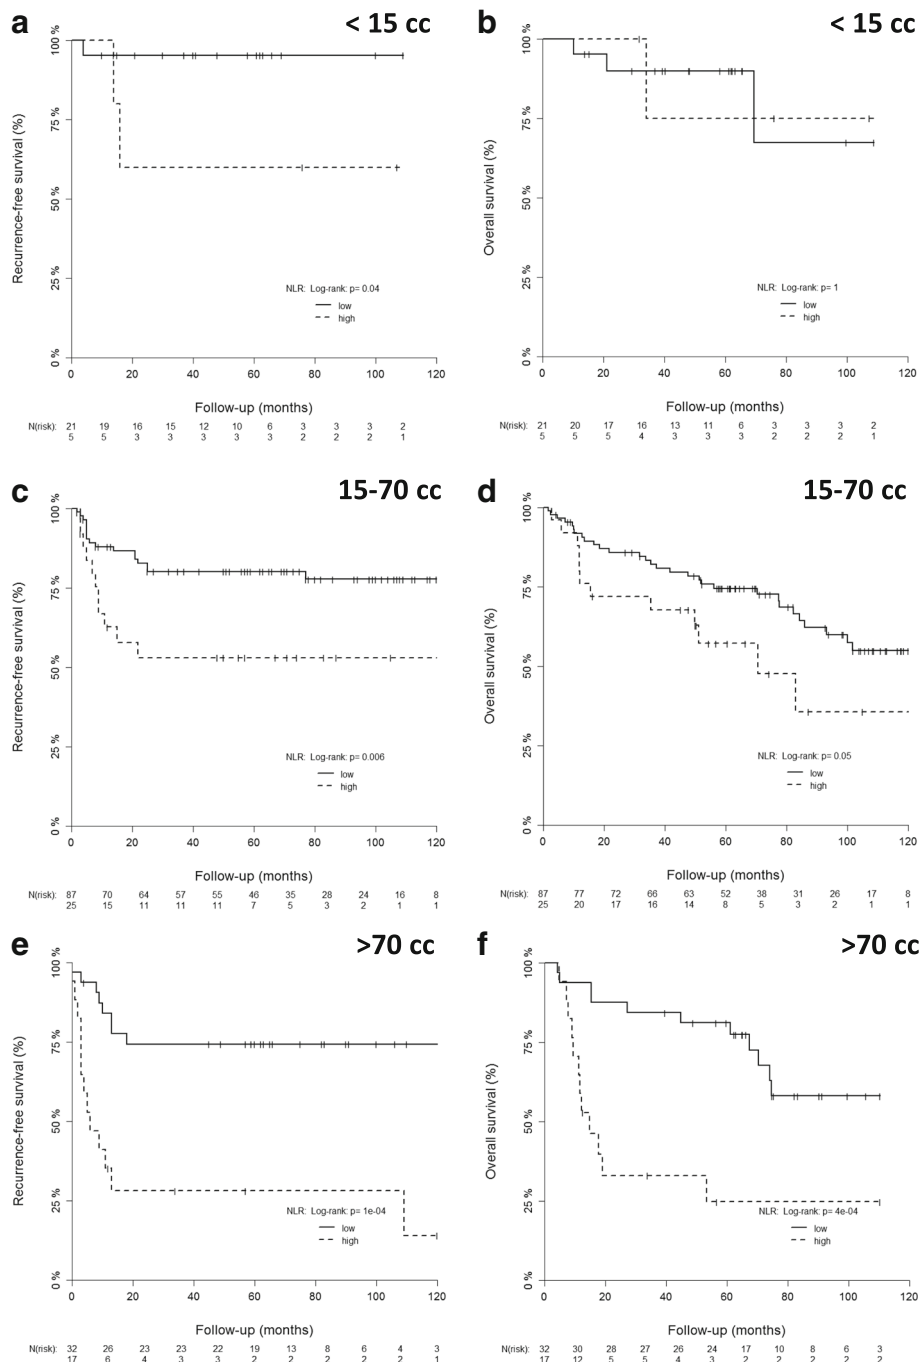 a
< 15 cc
Recurrence-free survival (%)
100 %
75 %
50 %
25 %
0 %
NLR: Log-rank: p= 0.04
low
high
0 20 40 60 80 100 120
Follow-up (months)
N(risk): 21 19 16 15 12 10 6 3 3 3 2
5 5 3 3 3 3 3 2 2 2 1
b
< 15 cc
Overall survival (%)
100 %
75 %
50 %
25 %
0 %
NLR: Log-rank: p= 1
low
high
0 20 40 60 80 100 120
Follow-up (months)
N(risk): 21 20 17 16 13 11 6 3 3 3 2
5 5 5 4 3 3 3 2 2 2 1
c
15-70 cc
Recurrence-free survival (%)
100 %
75 %
50 %
25 %
0 %
NLR: Log-rank: p= 0.006
low
high
0 20 40 60 80 100 120
Follow-up (months)
N(risk): 87 70 64 57 55 46 35 28 24 16 8
25 15 11 11 11 7 5 3 2 1 1
d
15-70 cc
Overall survival (%)
100 %
75 %
50 %
25 %
0 %
NLR: Log-rank: p= 0.05
low
high
0 20 40 60 80 100 120
Follow-up (months)
N(risk): 87 77 72 66 63 52 38 31 26 17 8
25 20 17 16 14 8 5 3 2 1 1
e
>70 cc
Recurrence-free survival (%)
100 %
75 %
50 %
25 %
0 %
NLR: Log-rank: p= 1e-04
low
high
0 20 40 60 80 100 120
Follow-up (months)
N(risk): 32 26 23 23 22 19 13 8 6 4 3
17 6 4 3 3 2 2 2 2 2 1
f
>70 cc
Overall survival (%)
100 %
75 %
50 %
25 %
0 %
NLR: Log-rank: p= 4e-04
low
high
0 20 40 60 80 100 120
Follow-up (months)
N(risk): 32 30 28 27 26 24 17 10 8 6 3
17 12 5 5 4 3 2 2 2 2 2